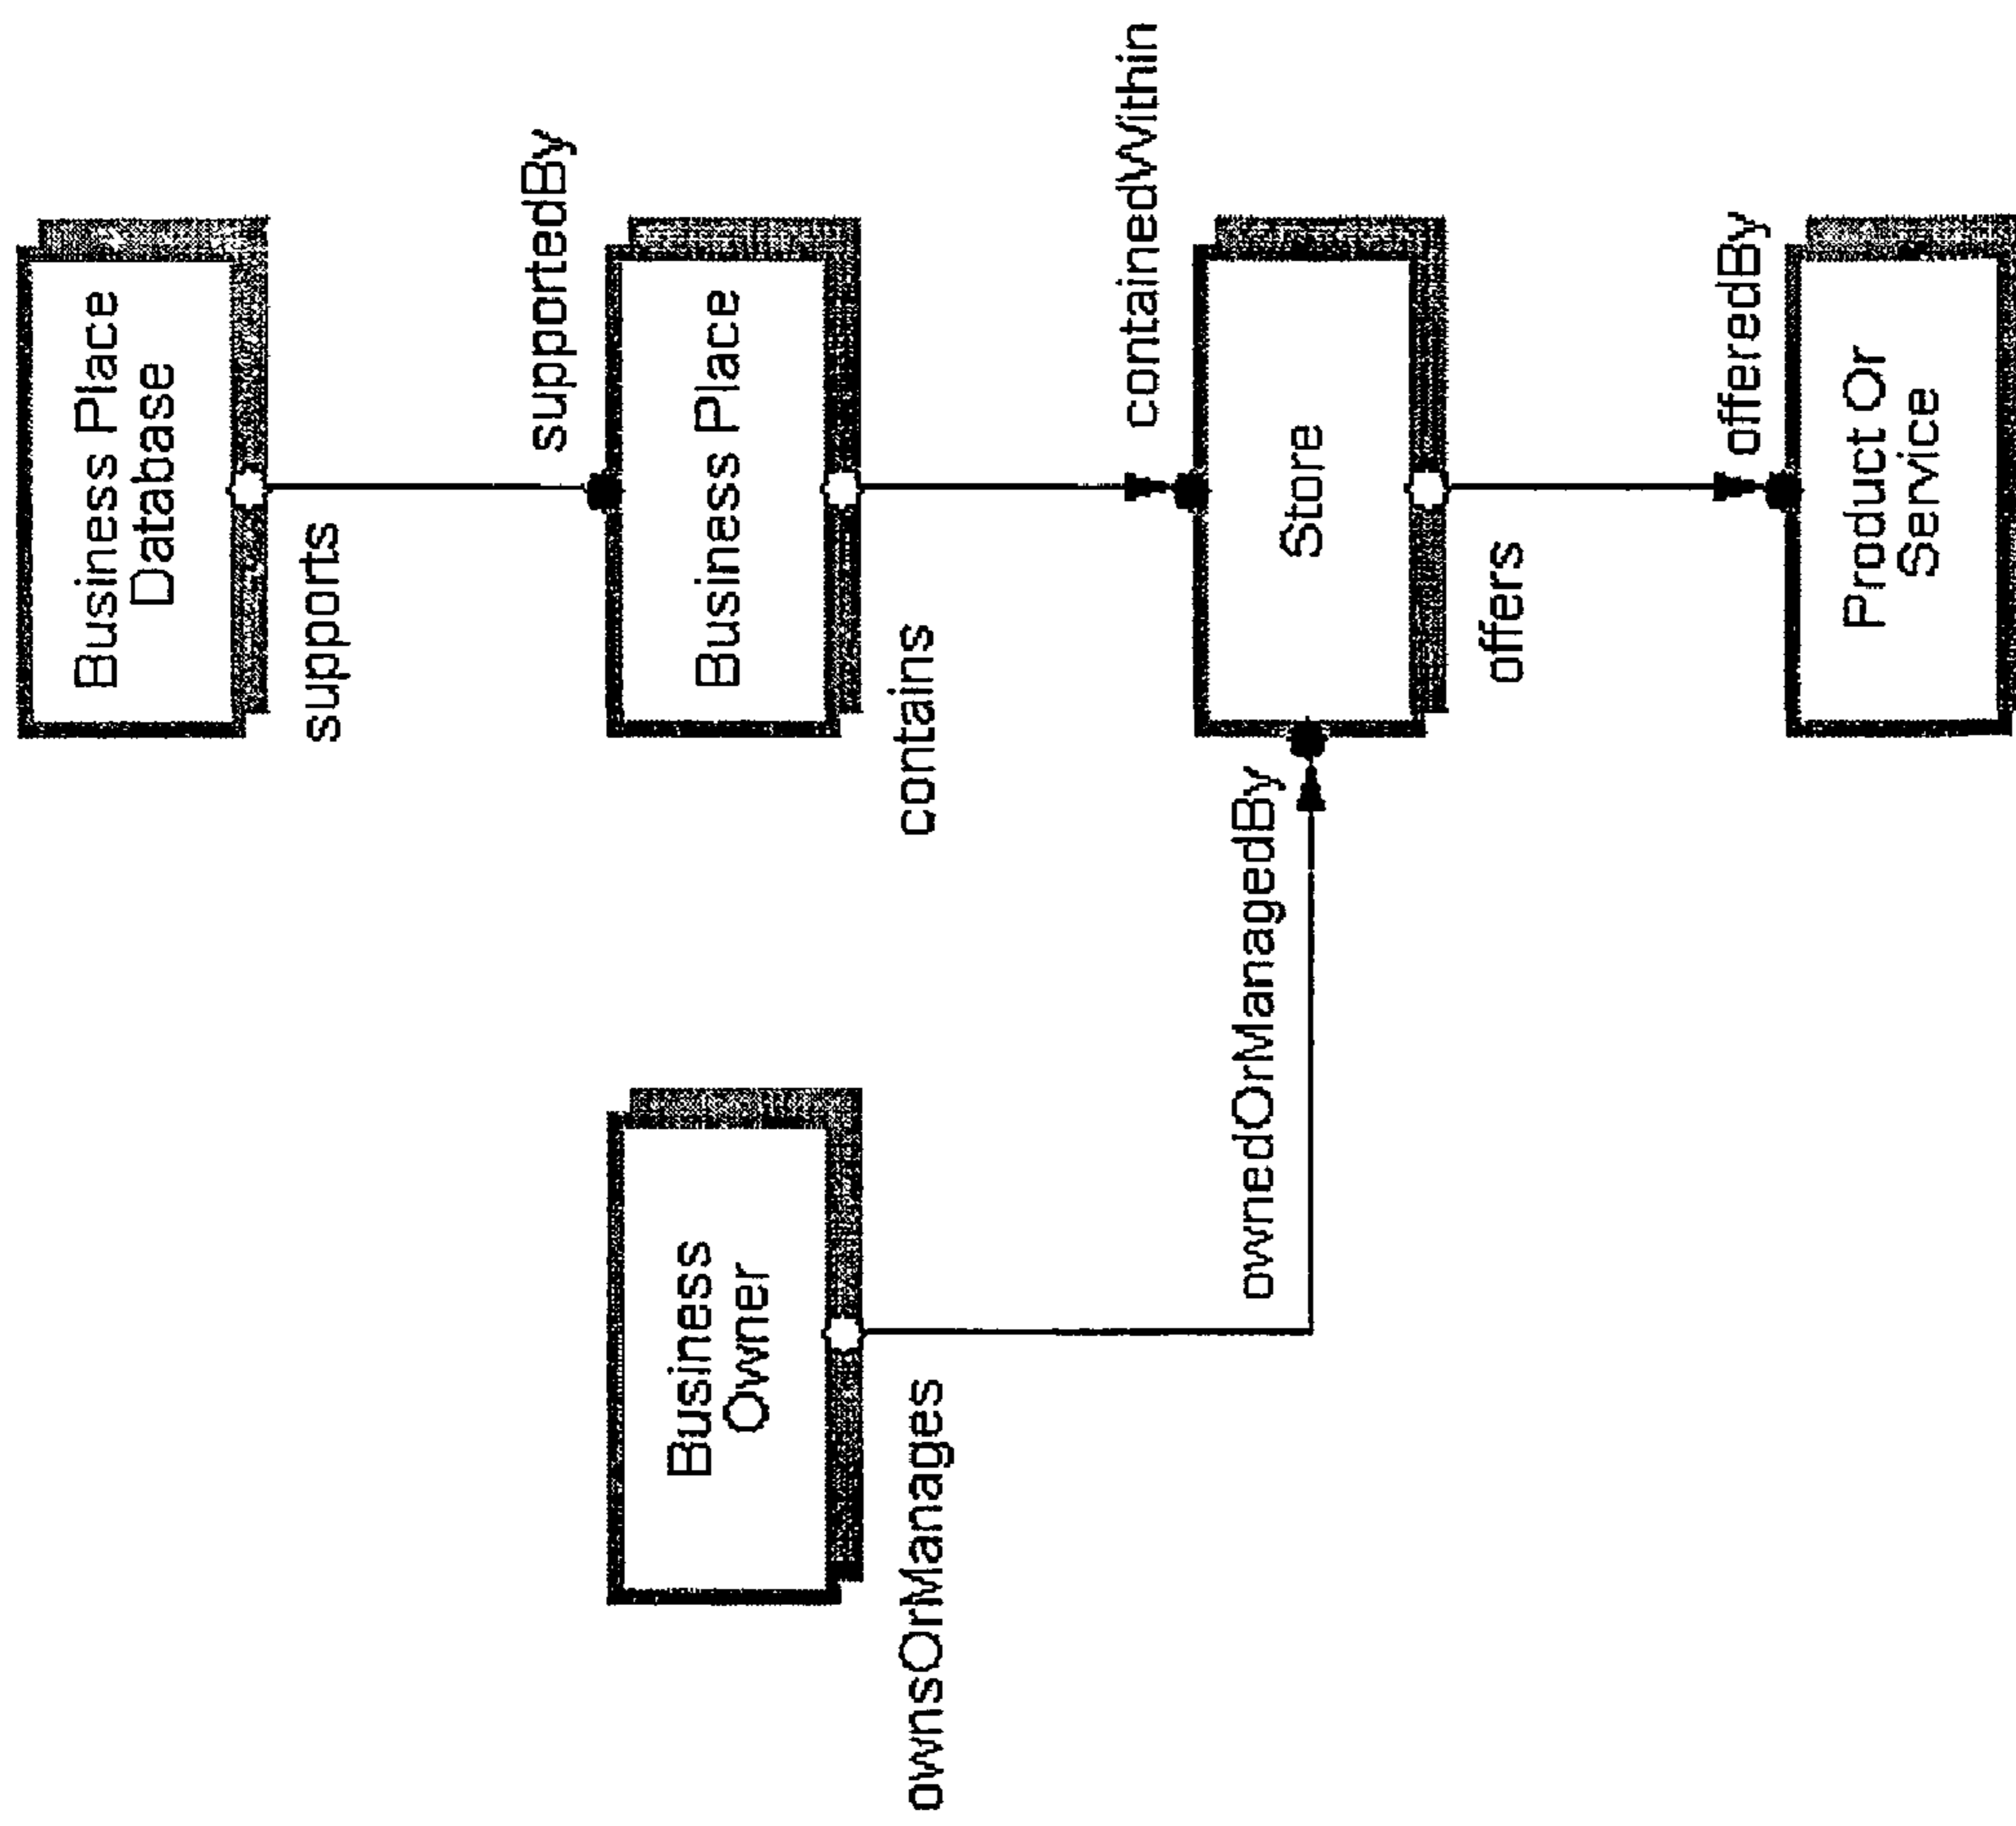 Business Place
Database
supports
supportedBy
Business Place
contains
containedWithin
Business
Owner
ownsOrManages
ownedOrManagedBy
Store
offers
offeredBy
Product Or
Service